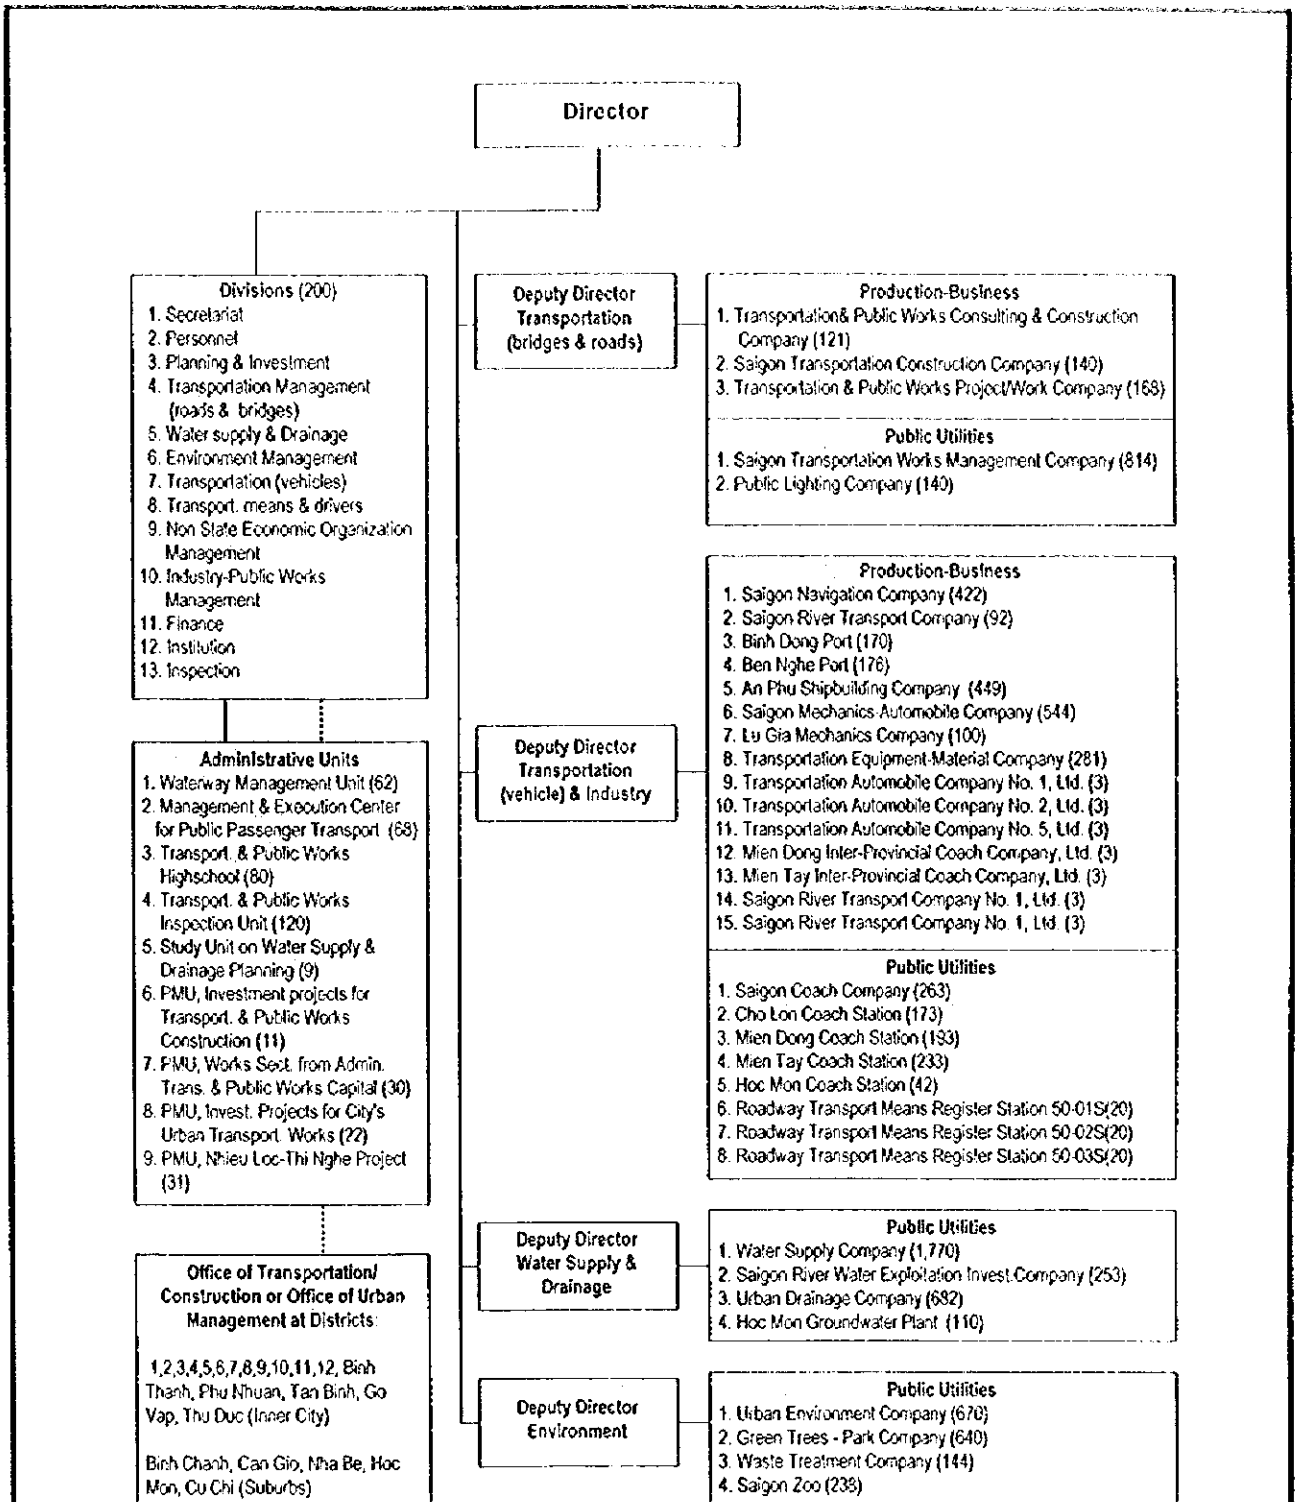 Director
Divisions (200)
1. Secretariat
2. Personnel
3. Planning & Investment
4. Transportation Management
(roads & bridges)
5. Water supply & Drainage
6. Environment Management
7. Transportation (vehicles)
8. Transport. means & drivers
9. Non State Economic Organization
Management
10. Industry-Public Works
Management
11. Finance
12. Institution
13. Inspection
Administrative Units
1. Waterway Management Unit (62)
2. Management & Execution Center
for Public Passenger Transport (68)
3. Transport. & Public Works
Highschool (80)
4. Transport. & Public Works
Inspection Unit (120)
5. Study Unit on Water Supply &
Drainage Planning (9)
6. PMU, Investment projects for
Transport. & Public Works
Construction (11)
7. PMU, Works Sect. from Admin.
Trans. & Public Works Capital (30)
8. PMU, Invest. Projects for City's
Urban Transport. Works (22)
9. PMU, Nhieu Loc-Thi Nghe Project
(31)
Office of Transportation/
Construction or Office of Urban
Management at Districts:
1,2,3,4,5,6,7,8,9,10,11,12, Binh
Thanh, Phu Nhuan, Tan Binh, Go
Vap, Thu Duc (Inner City)
Binh Chanh, Can Gio, Nha Be, Hoc
Mon, Cu Chi (Suburbs)
Deputy Director
Transportation
(bridges & roads)
Production-Business
1. Transportation& Public Works Consulting & Construction
Company (121)
2. Saigon Transportation Construction Company (140)
3. Transportation & Public Works Project/Work Company (168)
Public Utilities
1. Saigon Transportation Works Management Company (814)
2. Public Lighting Company (140)
Deputy Director
Transportation
(vehicle) & Industry
Production-Business
1. Saigon Navigation Company (422)
2. Saigon River Transport Company (92)
3. Binh Dong Port (170)
4. Ben Nghe Port (176)
5. An Phu Shipbuilding Company (449)
6. Saigon Mechanics-Automobile Company (544)
7. Lu Gia Mechanics Company (100)
8. Transportation Equipment-Material Company (281)
9. Transportation Automobile Company No. 1, Ltd. (3)
10. Transportation Automobile Company No. 2, Ltd. (3)
11. Transportation Automobile Company No. 5, Ltd. (3)
12. Mien Dong Inter-Provincial Coach Company, Ltd. (3)
13. Mien Tay Inter-Provincial Coach Company, Ltd. (3)
14. Saigon River Transport Company No. 1, Ltd. (3)
15. Saigon River Transport Company No. 1, Ltd. (3)
Public Utilities
1. Saigon Coach Company (263)
2. Cho Lon Coach Station (173)
3. Mien Dong Coach Station (193)
4. Mien Tay Coach Station (233)
5. Hoc Mon Coach Station (42)
6. Roadway Transport Means Register Station 50-01S(20)
7. Roadway Transport Means Register Station 50-02S(20)
8. Roadway Transport Means Register Station 50-03S(20)
Deputy Director
Water Supply &
Drainage
Public Utilities
1. Water Supply Company (1,770)
2. Saigon River Water Exploitation Invest.Company (253)
3. Urban Drainage Company (682)
4. Hoc Mon Groundwater Plant (110)
Deputy Director
Environment
Public Utilities
1. Urban Environment Company (670)
2. Green Trees - Park Company (640)
3. Waste Treatment Company (144)
4. Saigon Zoo (238)